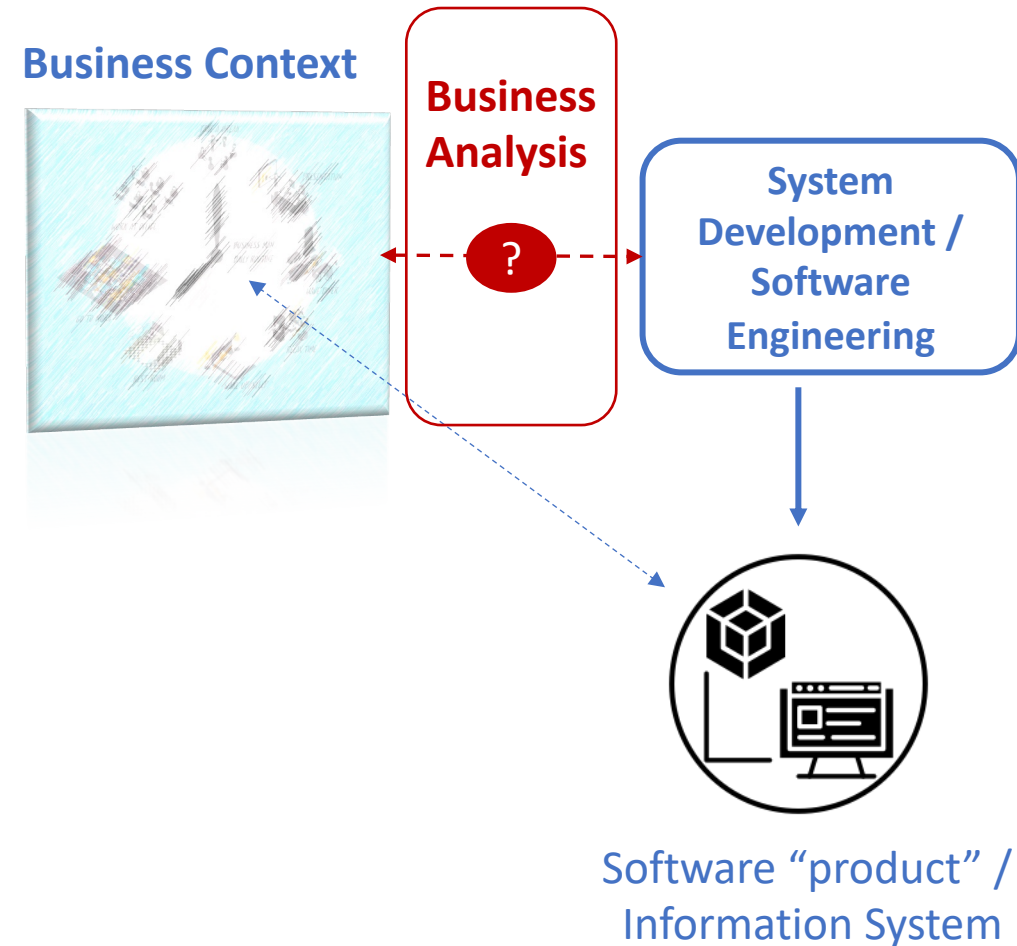 Business Context
Business
Analysis
?
System
Development /
Software
Engineering
Software “product” /
Information System